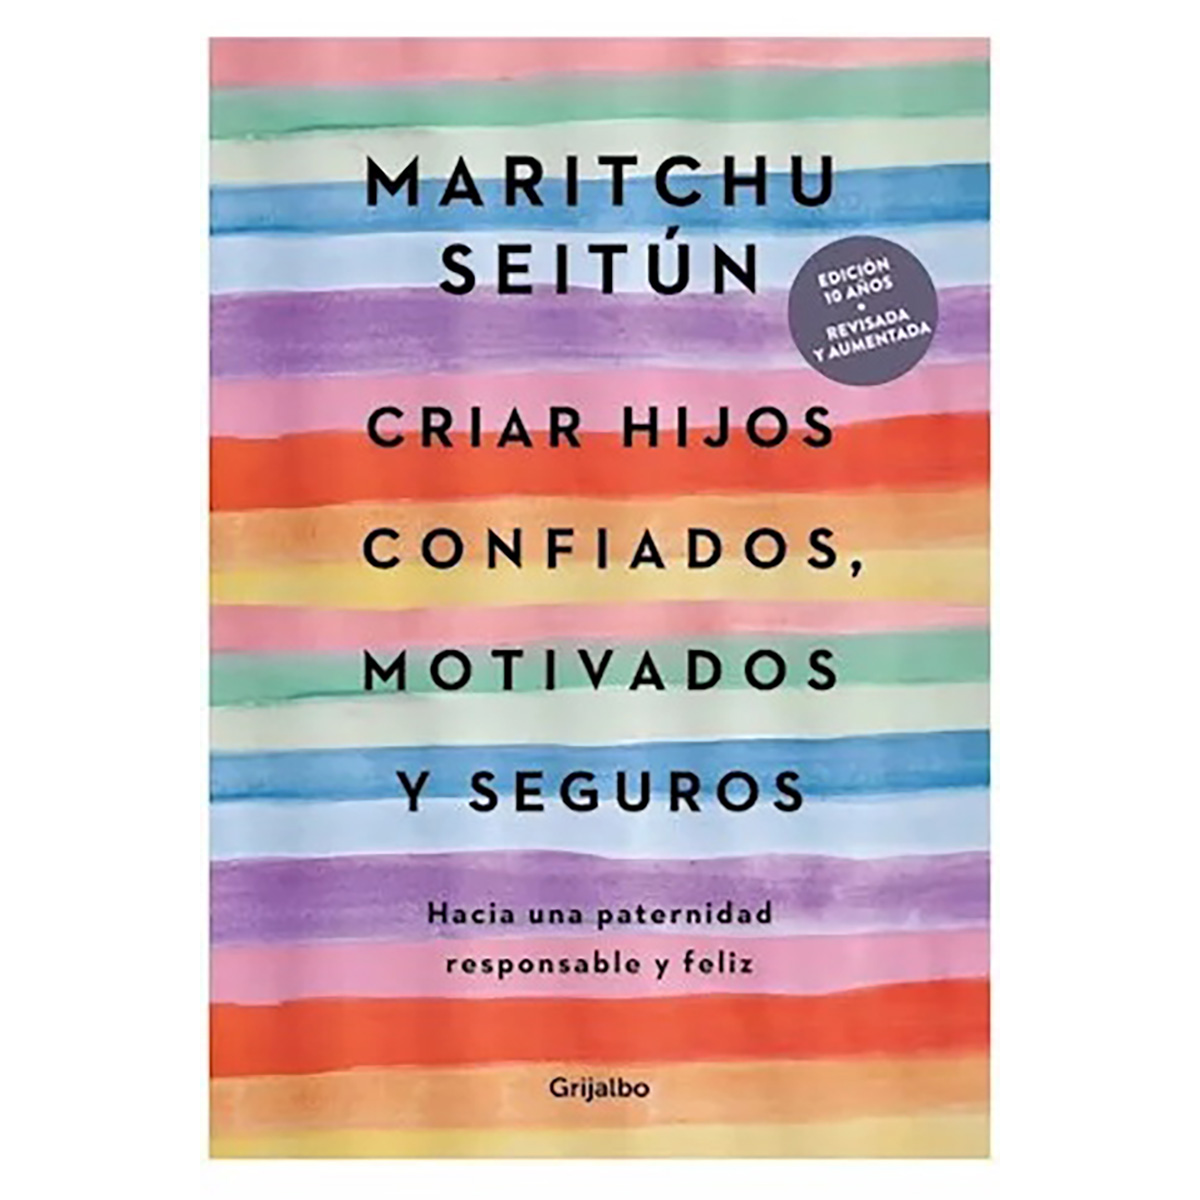 MARITCHU
SEITÚN
EDICIÓN
10 AÑOS
•
REVISADA
Y AUMENTADA
CRIAR HIJOS
CONFIADOS,
MOTIVADOS
Y SEGUROS
Hacia una paternidad
responsable y feliz
Grijalbo